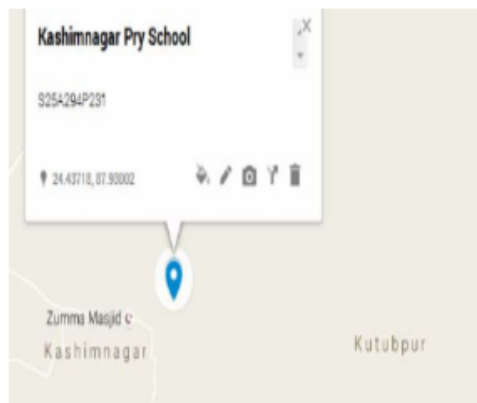 Kashimnagar Pry School
S25A294P231
24.43718, 87.93002
Zumma Masjid
Kashimnagar
Kutubpur